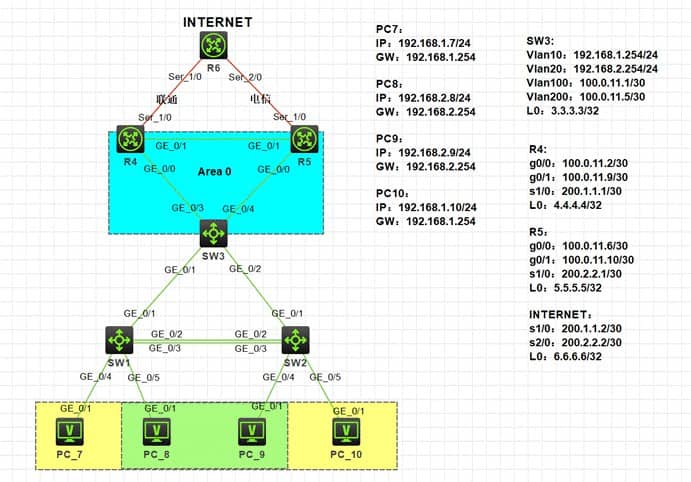 INTERNET
R6
Ser_1/0
Ser_2/0
联通
电信
Ser_1/0
Ser_1/0
GE_0/1
GE_0/1
R4
R5
GE_0/0
Area 0
GE_0/0
GE_0/3
GE_0/4
SW3
GE_0/1
GE_0/2
GE_0/1
GE_0/1
GE_0/2
GE_0/2
GE_0/3
GE_0/3
SW1
SW2
GE_0/4
GE_0/5
GE_0/4
GE_0/5
GE_0/1
GE_0/1
GE_0/1
GE_0/1
PC_7
PC_8
PC_9
PC_10
PC7：
IP：192.168.1.7/24
GW：192.168.1.254
PC8：
IP：192.168.2.8/24
GW：192.168.2.254
PC9：
IP：192.168.2.9/24
GW：192.168.2.254
PC10：
IP：192.168.1.10/24
GW：192.168.1.254
SW3:
Vlan10：192.168.1.254/24
Vlan20：192.168.2.254/24
Vlan100：100.0.11.1/30
Vlan200：100.0.11.5/30
L0：3.3.3.3/32
R4：
g0/0：100.0.11.2/30
g0/1：100.0.11.9/30
s1/0：200.1.1.1/30
L0：4.4.4.4/32
R5：
g0/0：100.0.11.6/30
g0/1：100.0.11.10/30
s1/0：200.2.2.1/30
L0：5.5.5.5/32
INTERNET：
s1/0：200.1.1.2/30
s2/0：200.2.2.2/30
L0：6.6.6.6/32